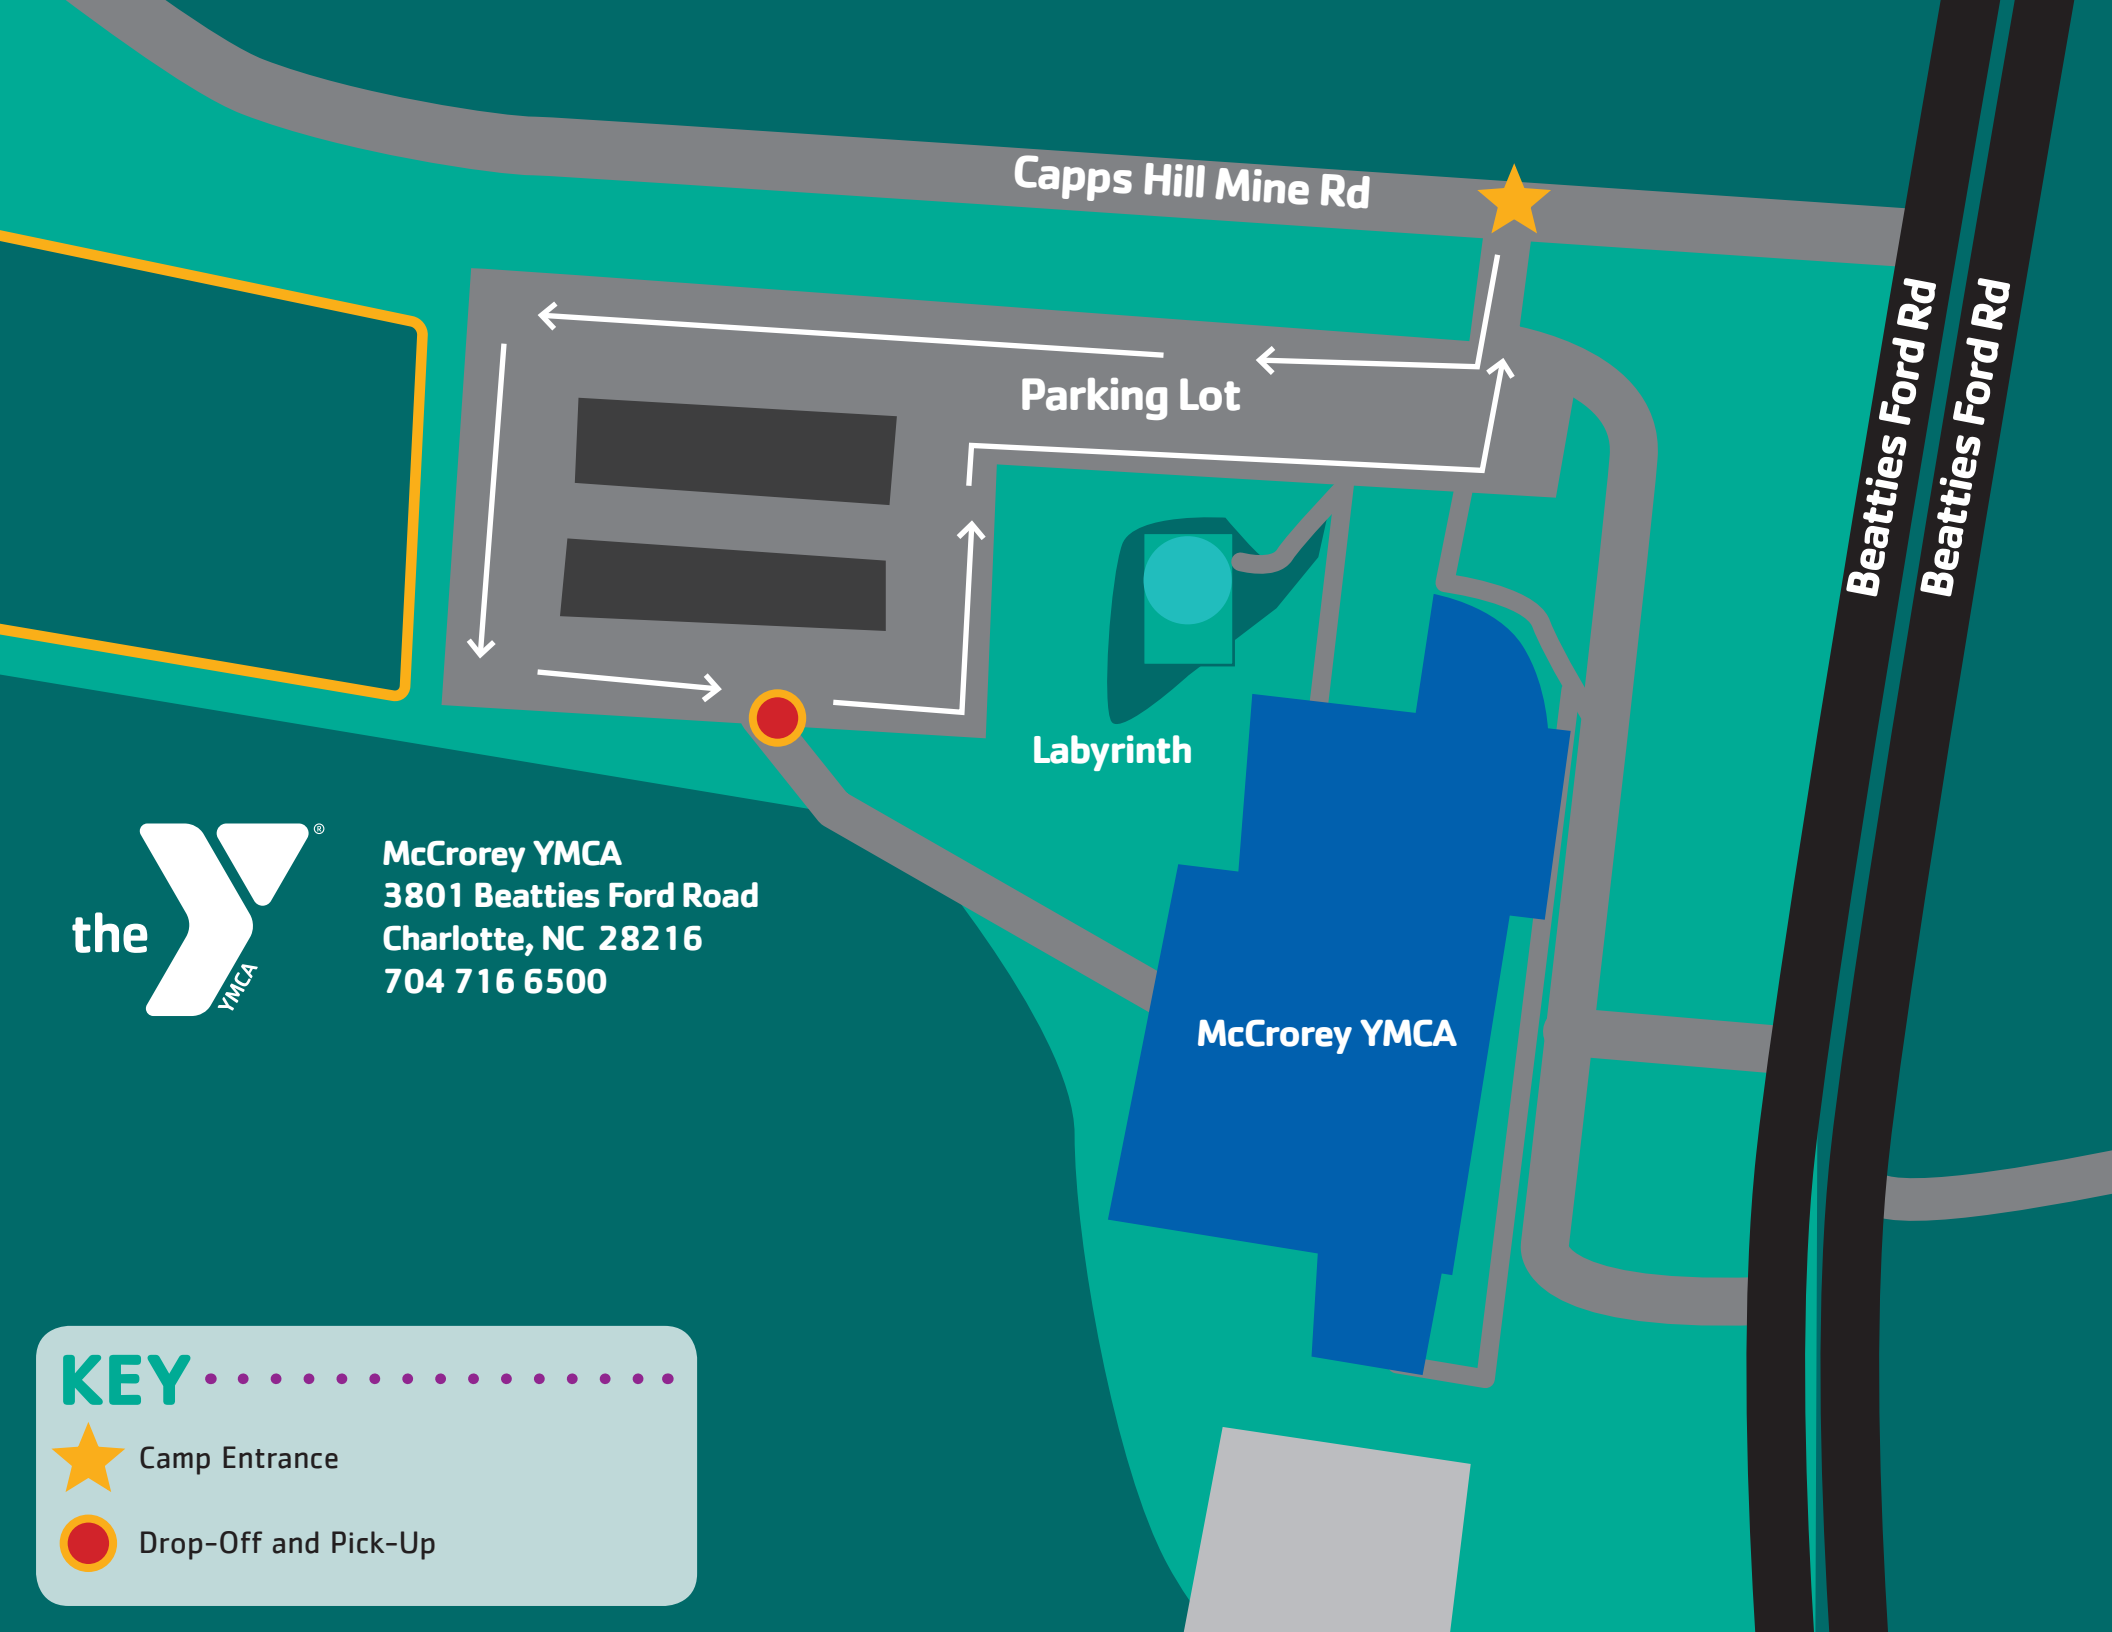 Capps Hill Mine Rd
Beatties Ford Rd
Beatties Ford Rd
Parking Lot
Labyrinth
the
YMCA
®
McCrorey YMCA
3801 Beatties Ford Road
Charlotte, NC 28216
704 716 6500
McCrorey YMCA
KEY
Camp Entrance
Drop-Off and Pick-Up